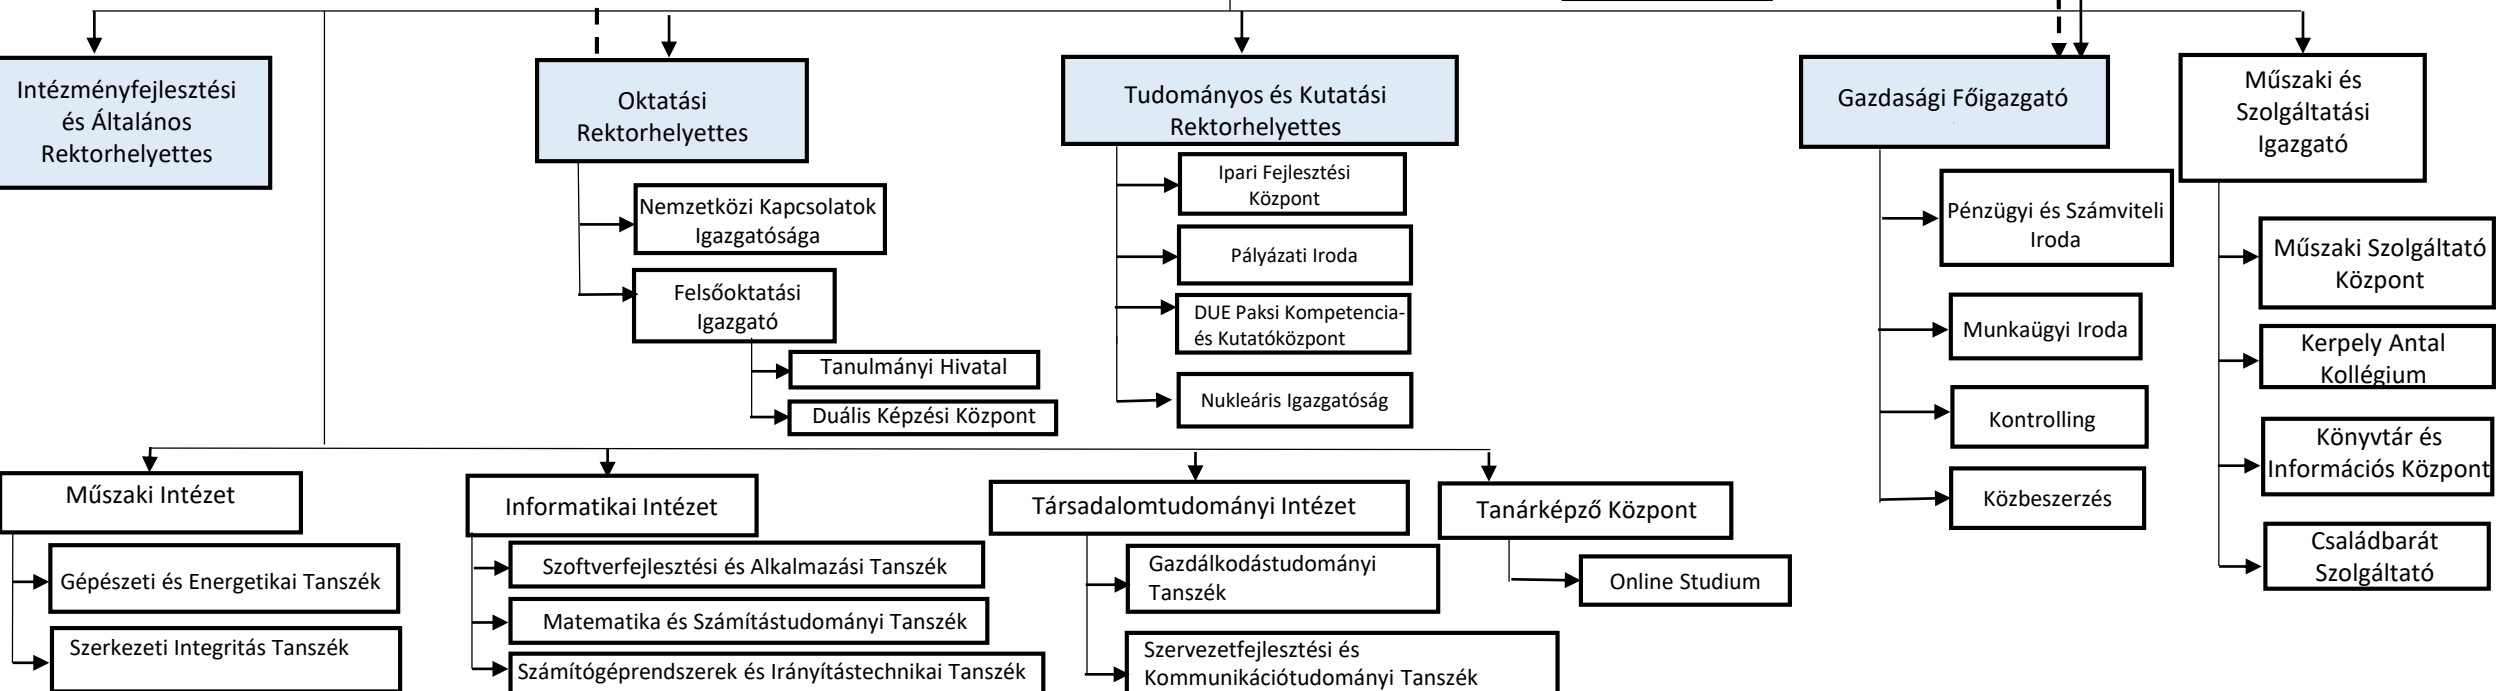 Intézményfejlesztési
és Általános
Rektorhelyettes
Oktatási
Rektorhelyettes
Tudományos és Kutatási
Rektorhelyettes
Gazdasági Főigazgató
Műszaki és
Szolgáltatási
Igazgató
Nemzetközi Kapcsolatok
Igazgatósága
Felsőoktatási
Igazgató
Tanulmányi Hivatal
Duális Képzési Központ
Ipari Fejlesztési
Központ
Pályázati Iroda
DUE Paksi Kompetencia-
és Kutatóközpont
Nukleáris Igazgatóság
Pénzügyi és Számviteli
Iroda
Munkaügyi Iroda
Kontrolling
Közbeszerzés
Műszaki Szolgáltató
Központ
Kerpely Antal
Kollégium
Könyvtár és
Információs Központ
Családbarát
Szolgáltató
Műszaki Intézet
Gépészeti és Energetikai Tanszék
Szerkezeti Integritás Tanszék
Informatikai Intézet
Szoftverfejlesztési és Alkalmazási Tanszék
Matematika és Számítástudományi Tanszék
Számítógéprendszerek és Irányítástechnikai Tanszék
Társadalomtudományi Intézet
Gazdálkodástudományi
Tanszék
Szervezetfejlesztési és
Kommunikációtudományi Tanszék
Tanárképző Központ
Online Studium